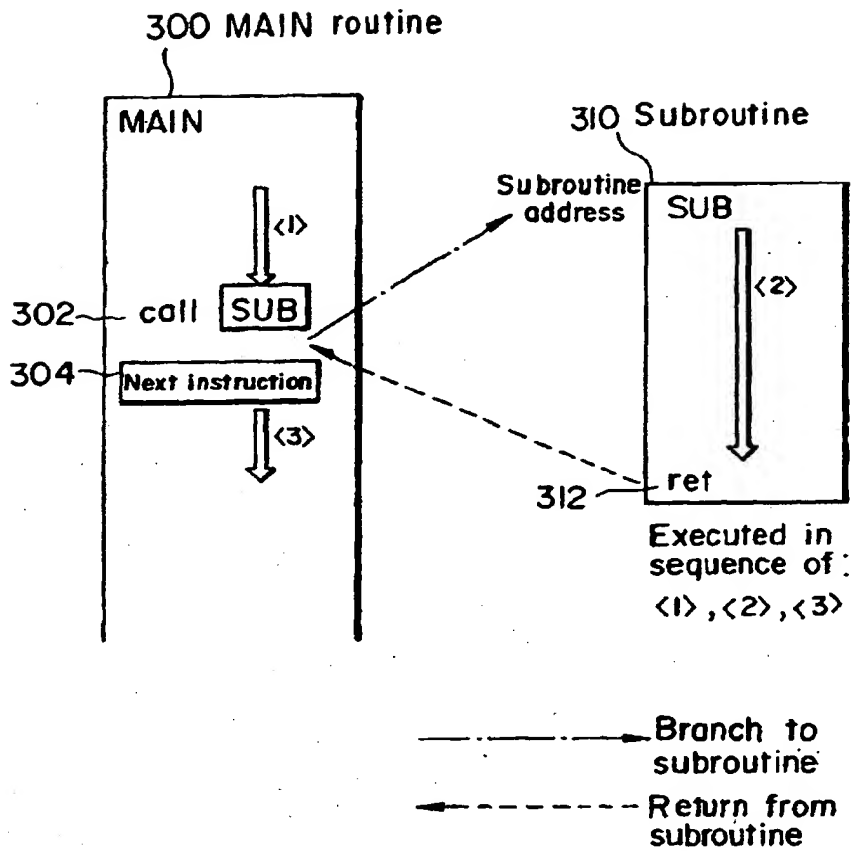 300 MAIN routine
MAIN
310 Subroutine
Subroutine
address
SUB
<1>
<2>
302 call SUB
304 Next instruction
<3>
312 ret
Executed in
sequence of :
<1> , <2> , <3>
Branch to
subroutine
Return from
subroutine